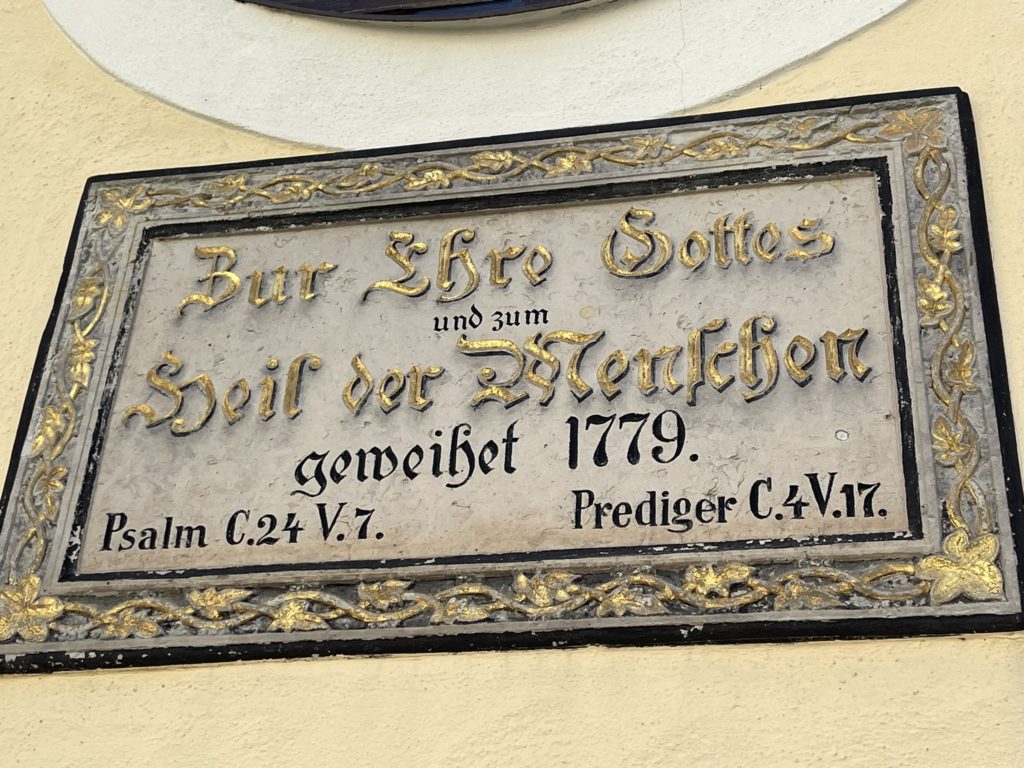 Zur Ehre Gottes
und zum
Heil der Menschen
geweihet 1779.
Psalm C.24 V.7. Prediger C.4 V.17.